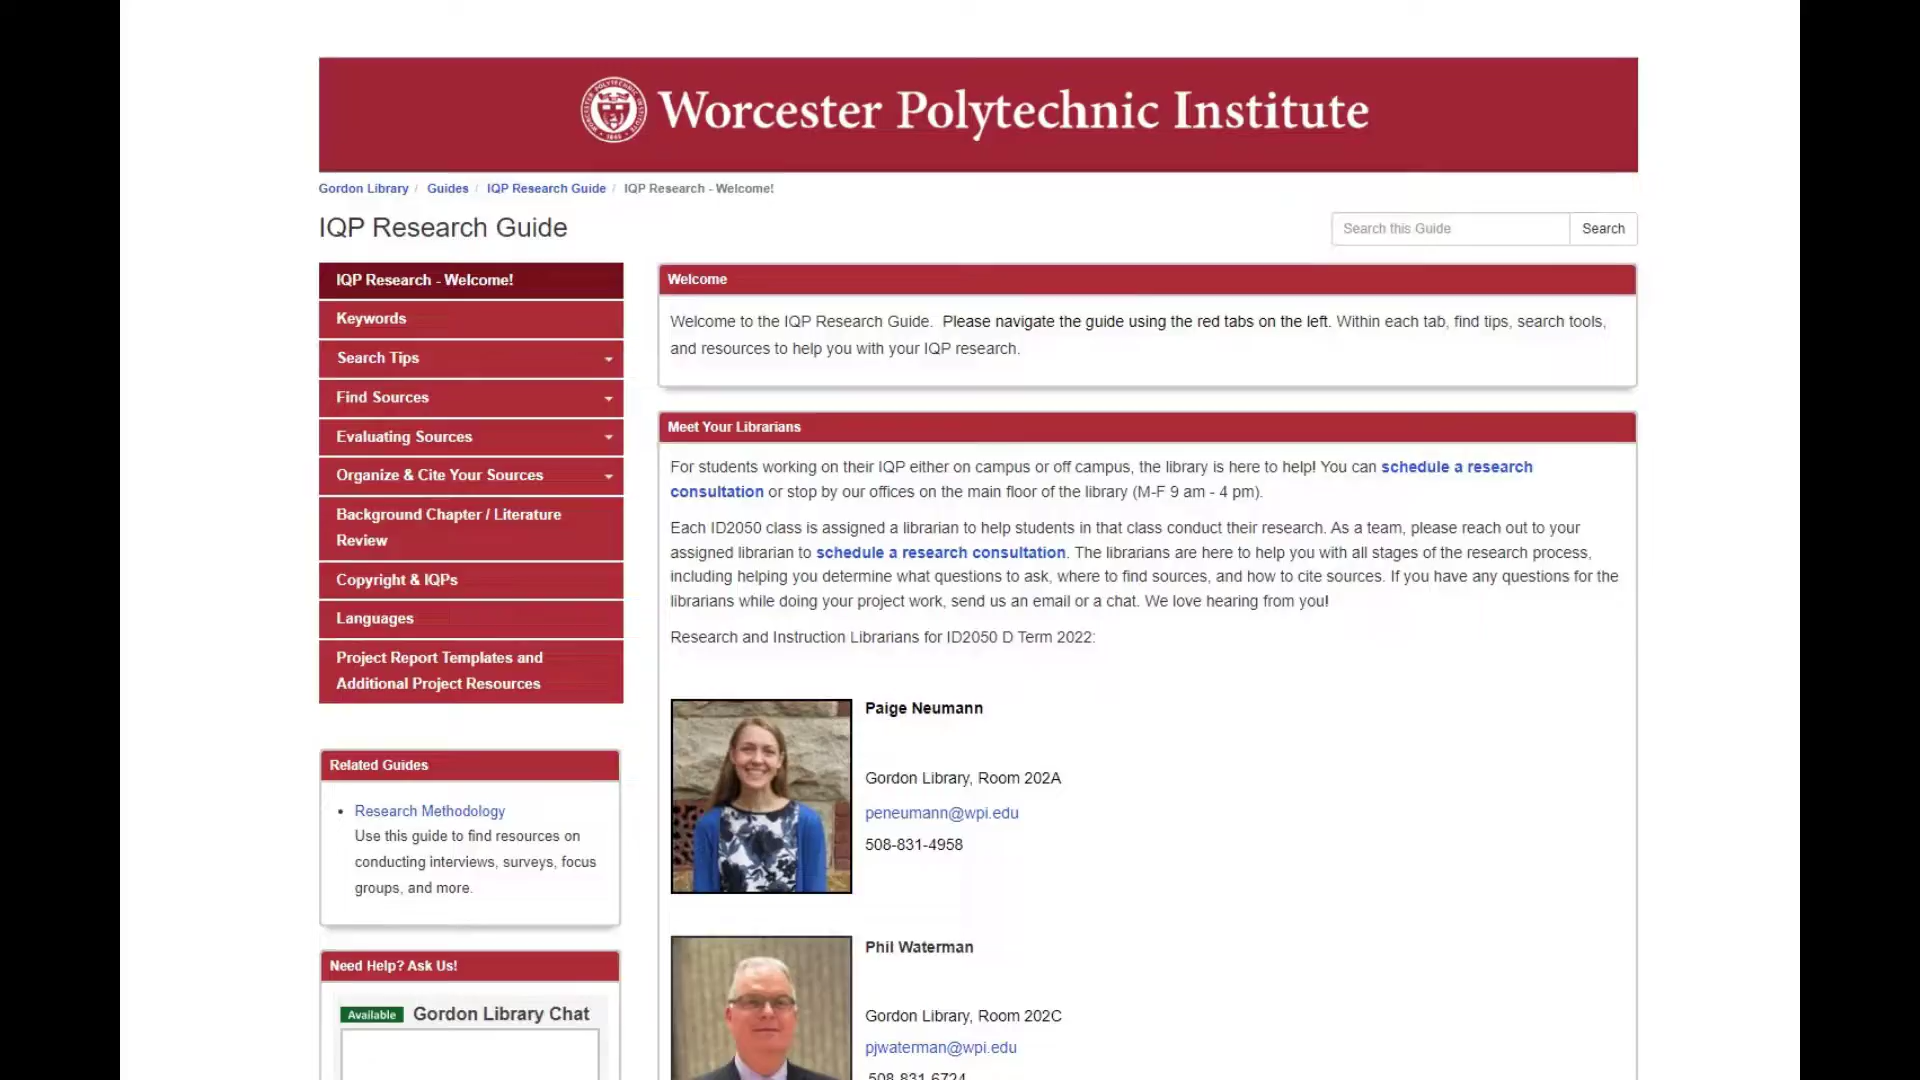 Worcester Polytechnic Institute
Gordon Library / Guides / IQP Research Guide / IQP Research - Welcome!
IQP Research Guide
Search this Guide
Search
IQP Research - Welcome!
Keywords
Search Tips
Find Sources
Evaluating Sources
Organize & Cite Your Sources
Background Chapter / Literature
Review
Copyright & IQPs
Languages
Project Report Templates and
Additional Project Resources
Related Guides
Research Methodology
Use this guide to find resources on
conducting interviews, surveys, focus
groups, and more.
Need Help? Ask Us!
Available Gordon Library Chat
Welcome
Welcome to the IQP Research Guide. Please navigate the guide using the red tabs on the left. Within each tab, find tips, search tools,
and resources to help you with your IQP research.
Meet Your Librarians
For students working on their IQP either on campus or off campus, the library is here to help! You can schedule a research
consultation or stop by our offices on the main floor of the library (M-F 9 am - 4 pm).
Each ID2050 class is assigned a librarian to help students in that class conduct their research. As a team, please reach out to your
assigned librarian to schedule a research consultation. The librarians are here to help you with all stages of the research process,
including helping you determine what questions to ask, where to find sources, and how to cite sources. If you have any questions for the
librarians while doing your project work, send us an email or a chat. We love hearing from you!
Research and Instruction Librarians for ID2050 D Term 2022:
Paige Neumann
Gordon Library, Room 202A
peneumann@wpi.edu
508-831-4958
Phil Waterman
Gordon Library, Room 202C
pjwaterman@wpi.edu
508-831-6724